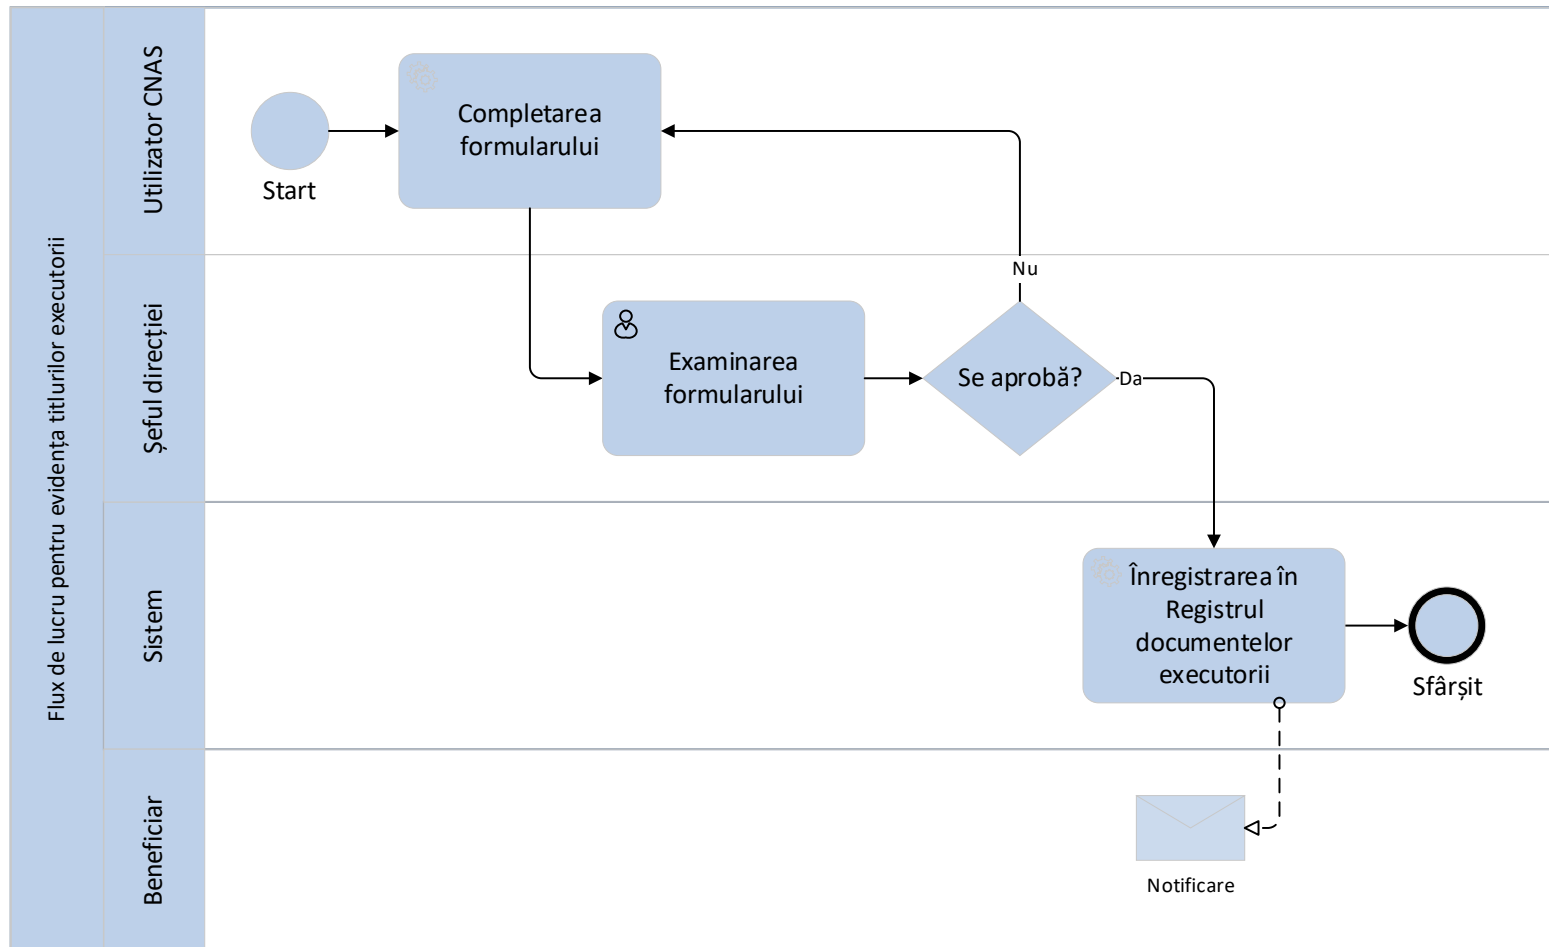 Flux de lucru pentru evidența titlurilor executorii
Utilizator CNAS
Start
Completarea
formularului
Șeful direcției
Examinarea
formularului
Se aprobă?
Nu
Da
Sistem
Înregistrarea în
Registrul
documentelor
executorii
Sfârșit
Beneficiar
Notificare